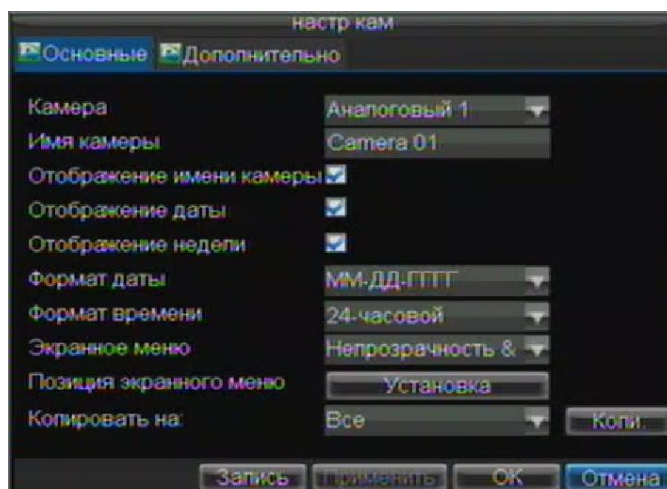 настр кам
Основные Дополнительно
Камера Аналоговый 1
Имя камеры Camera 01
Отображение имени камеры
Отображение даты
Отображение недели
Формат даты ММ-ДД-ГГГГ
Формат времени 24-часовой
Экранное меню Непрозрачность &
Позиция экранного меню Установка
Копировать на: Все Копи.
Запись Применить OK Отмена